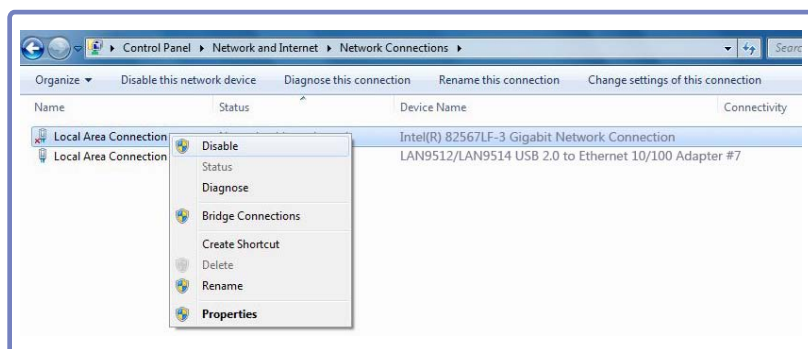 Control Panel ▸ Network and Internet ▸ Network Connections ▸
Organize ▾ Disable this network device Diagnose this connection Rename this connection Change settings of this connection
Name Status Device Name Connectivity
Local Area Connection Intel(R) 82567LF-3 Gigabit Network Connection
Local Area Connection LAN9512/LAN9514 USB 2.0 to Ethernet 10/100 Adapter #7
Disable
Status
Diagnose
Bridge Connections
Create Shortcut
Delete
Rename
Properties